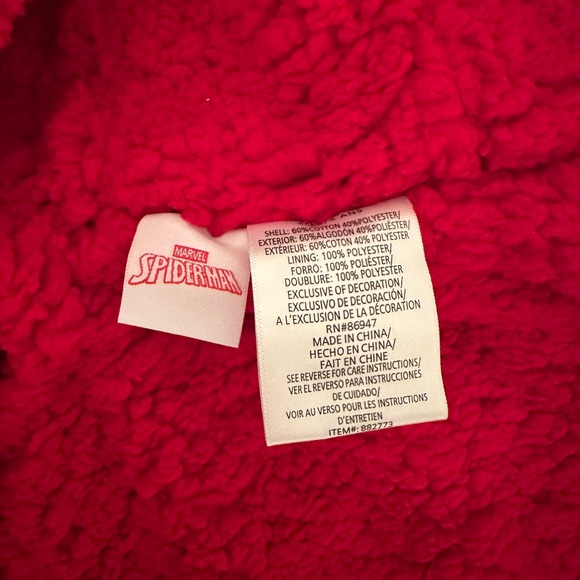 MARVEL
SPIDER-MAN
SHELL: 60%COTTON 40%POLYESTER/
EXTERIOR: 60%ALGODÓN 40%POLIÉSTER/
EXTÉRIEUR: 60%COTON 40%POLYESTER
LINING: 100% POLYESTER/
FORRO: 100% POLIÉSTER/
DOUBLURE: 100% POLYESTER
EXCLUSIVE OF DECORATION/
EXCLUSIVO DE DECORACIÓN/
A L'EXCLUSION DE LA DÉCORATION
RN#86947
MADE IN CHINA/
HECHO EN CHINA/
FAIT EN CHINE
SEE REVERSE FOR CARE INSTRUCTIONS/
VER EL REVERSO PARA INSTRUCCIONES
DE CUIDADO/
VOIR AU VERSO POUR LES INSTRUCTIONS
D'ENTRETIEN
ITEM#: 882773